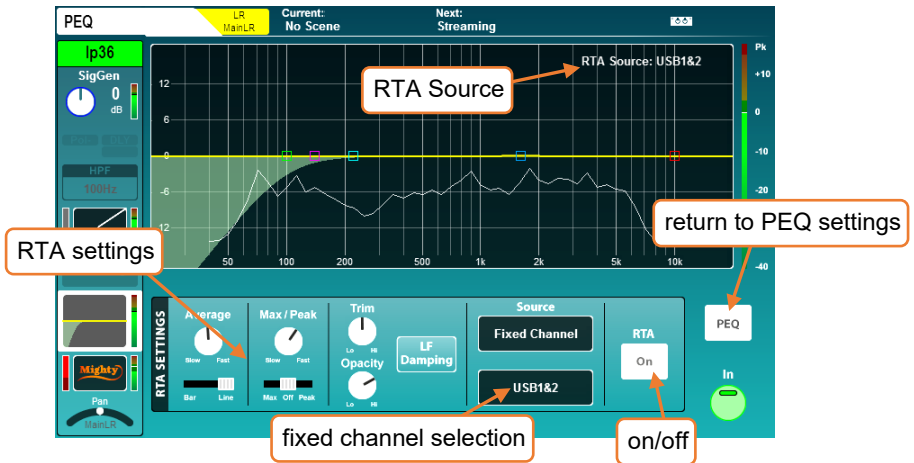 PEQ
LR
MainLR
Current:
No Scene
Next:
Streaming
Ip36
SigGen
0
dB
HPF
100Hz
RTA Source: USB1&2
RTA Source
12
6
0
-6
-12
50 100 200 500 1k 2k 5k 10k
Pk
+10
0
-10
-20
-40
RTA settings
return to PEQ settings
RTA SETTINGS
Average
Slow Fast
Bar Line
Max / Peak
Slow Fast
Max Off Peak
Trim
Lo Hi
Opacity
Lo Hi
LF
Damping
Source
Fixed Channel
USB1&2
RTA
On
PEQ
In
Mighty
Pan
MainLR
fixed channel selection
on/off